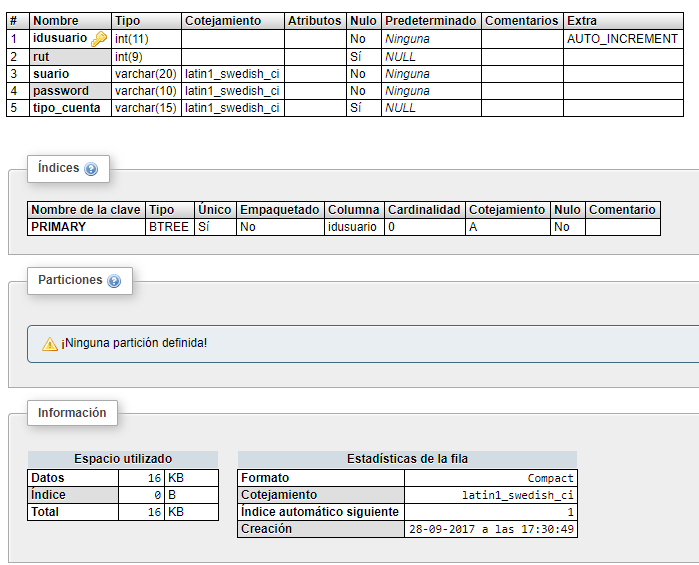 # Nombre Tipo Cotejamiento Atributos Nulo Predeterminado Comentarios Extra
1 idusuario int(11) No Ninguna AUTO_INCREMENT
2 rut int(9) Sí NULL
3 suario varchar(20) latin1_swedish_ci No Ninguna
4 password varchar(10) latin1_swedish_ci No Ninguna
5 tipo_cuenta varchar(15) latin1_swedish_ci Sí NULL
Índices
Nombre de la clave Tipo Único Empaquetado Columna Cardinalidad Cotejamiento Nulo Comentario
PRIMARY BTREE Sí No idusuario 0 A No
Particiones
¡Ninguna partición definida!
Información
Espacio utilizado
Datos 16 KB
Índice 0 B
Total 16 KB
Estadísticas de la fila
Formato Compact
Cotejamiento latin1_swedish_ci
Índice automático siguiente 1
Creación 28-09-2017 a las 17:30:49